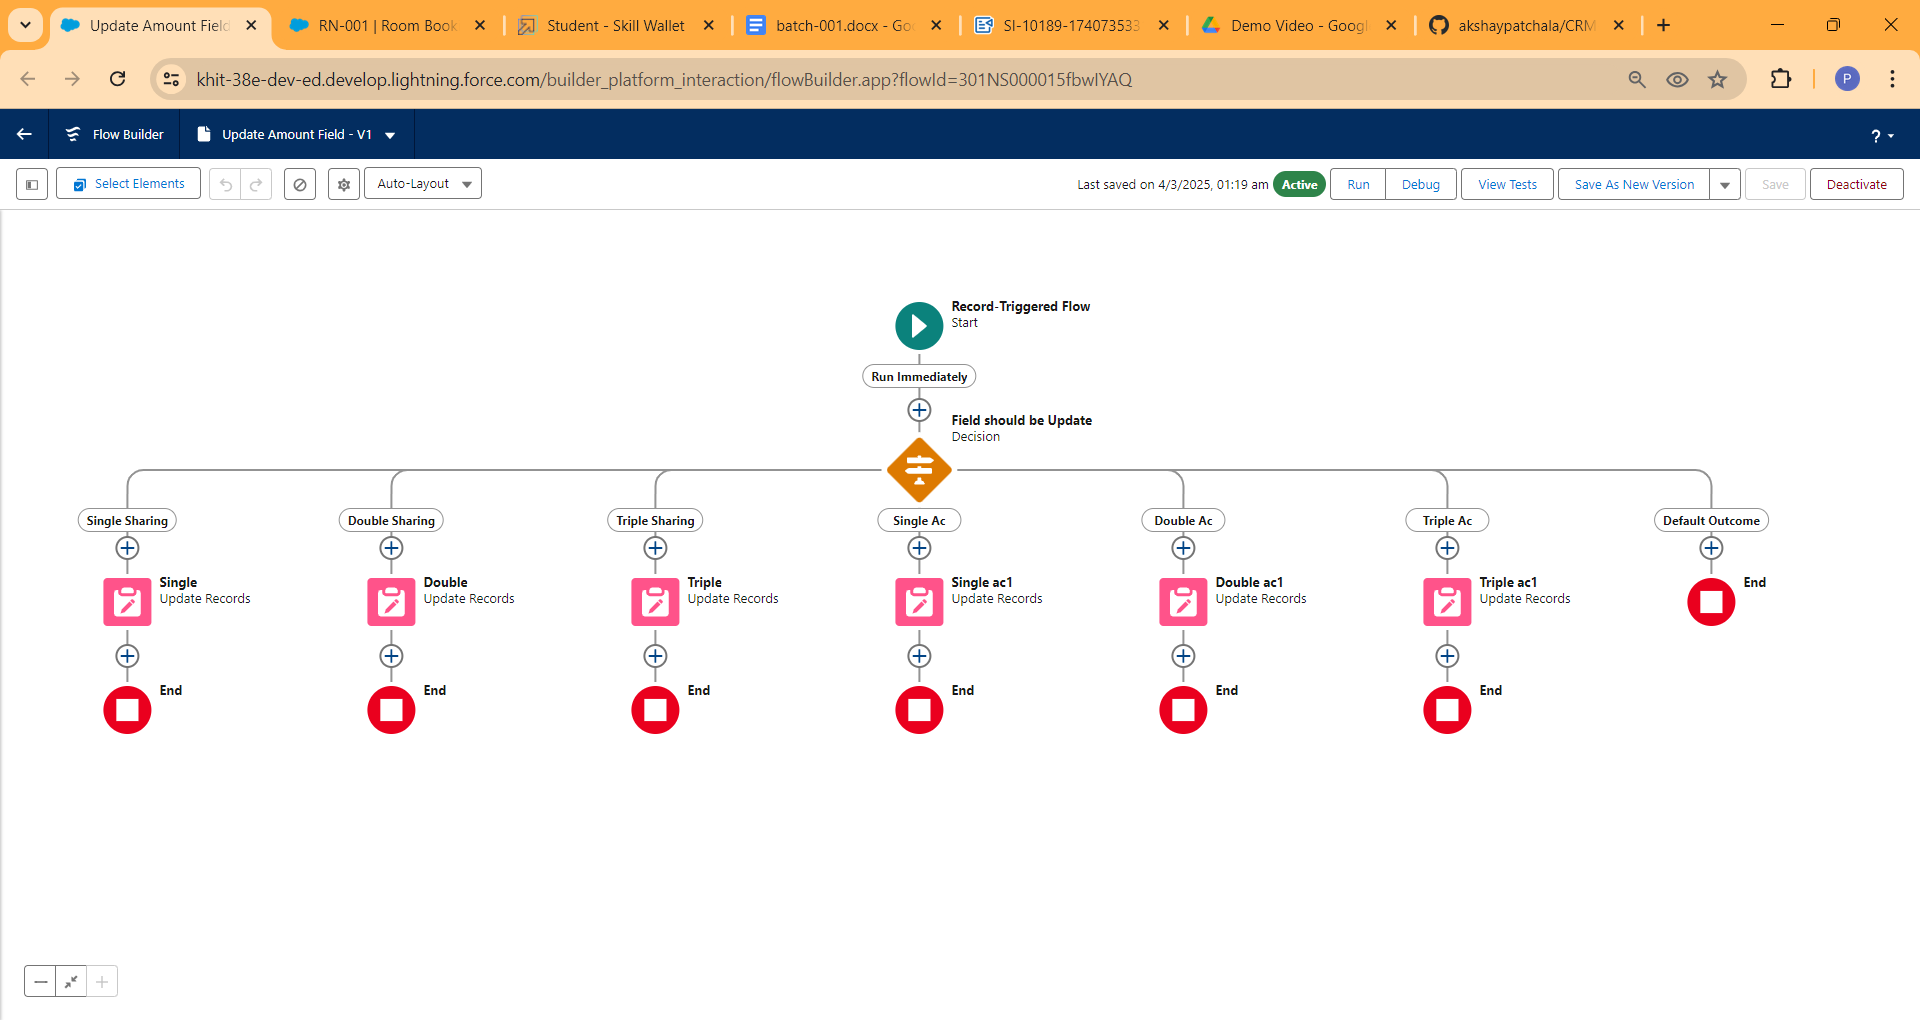 Update Amount Field
RN-001 | Room Book
Student - Skill Wallet
batch-001.docx - Go
SI-10189-174073533
Demo Video - Googl
akshaypatchala/CRM
khit-38e-dev-ed.develop.lightning.force.com/builder_platform_interaction/flowBuilder.app?flowId=301NS000015fbwIYAQ
P
Flow Builder
Update Amount Field - V1
?
Select Elements
Auto-Layout
Last saved on 4/3/2025, 01:19 am
Active
Run
Debug
View Tests
Save As New Version
Save
Deactivate
Record-Triggered Flow
Start
Run Immediately
Field should be Update
Decision
Single Sharing
Double Sharing
Triple Sharing
Single Ac
Double Ac
Triple Ac
Default Outcome
Single
Update Records
Double
Update Records
Triple
Update Records
Single ac1
Update Records
Double ac1
Update Records
Triple ac1
Update Records
End
End
End
End
End
End
End